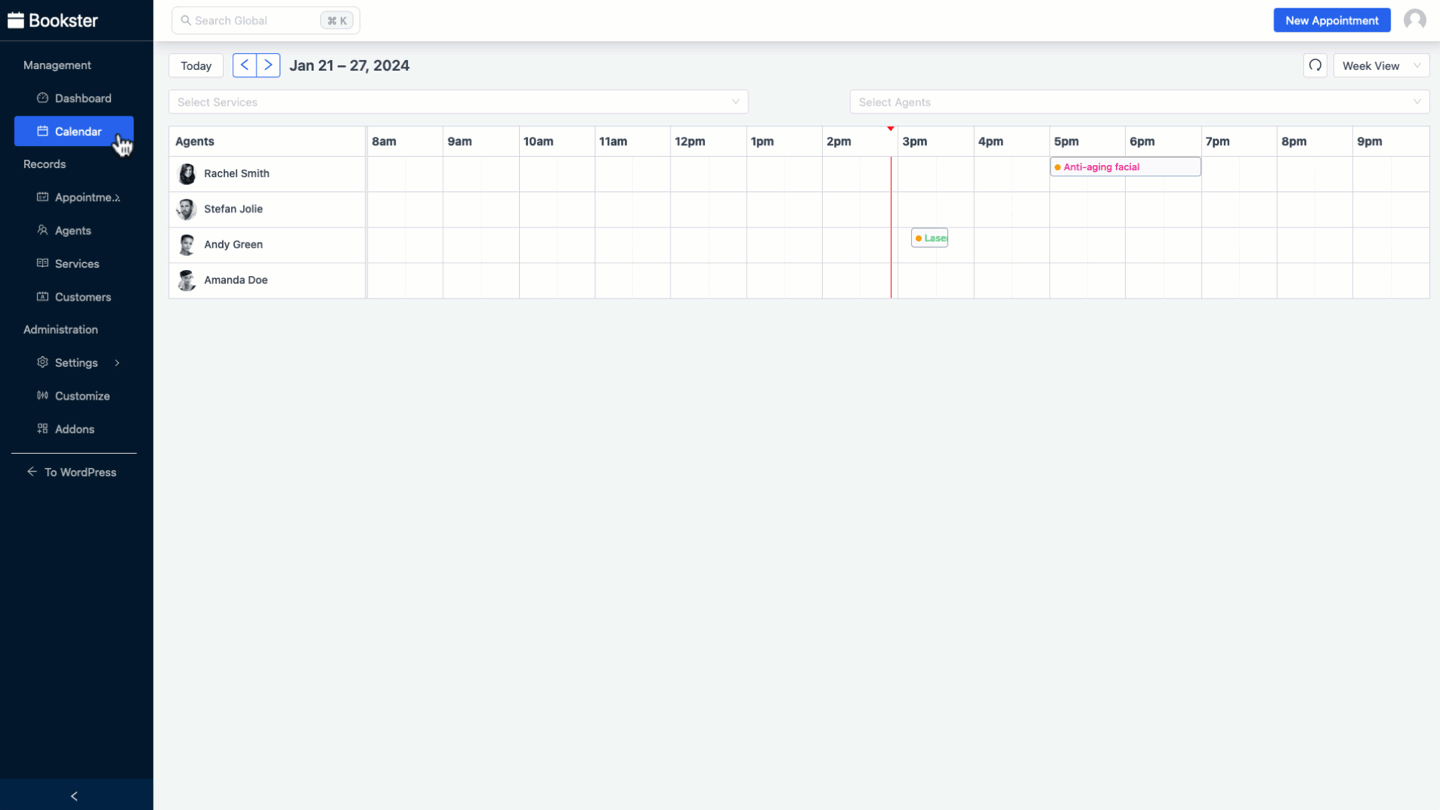 Bookster
Search Global
⌘ K
New Appointment
Management
Dashboard
Calendar
Records
Appointme...
Agents
Services
Customers
Administration
Settings
Customize
Addons
To WordPress
Today
Jan 21 – 27, 2024
Week View
Select Services
Select Agents
Agents 8am 9am 10am 11am 12pm 1pm 2pm 3pm 4pm 5pm 6pm 7pm 8pm 9pm
Rachel Smith
Anti-aging facial
Stefan Jolie
Andy Green
Laser
Amanda Doe